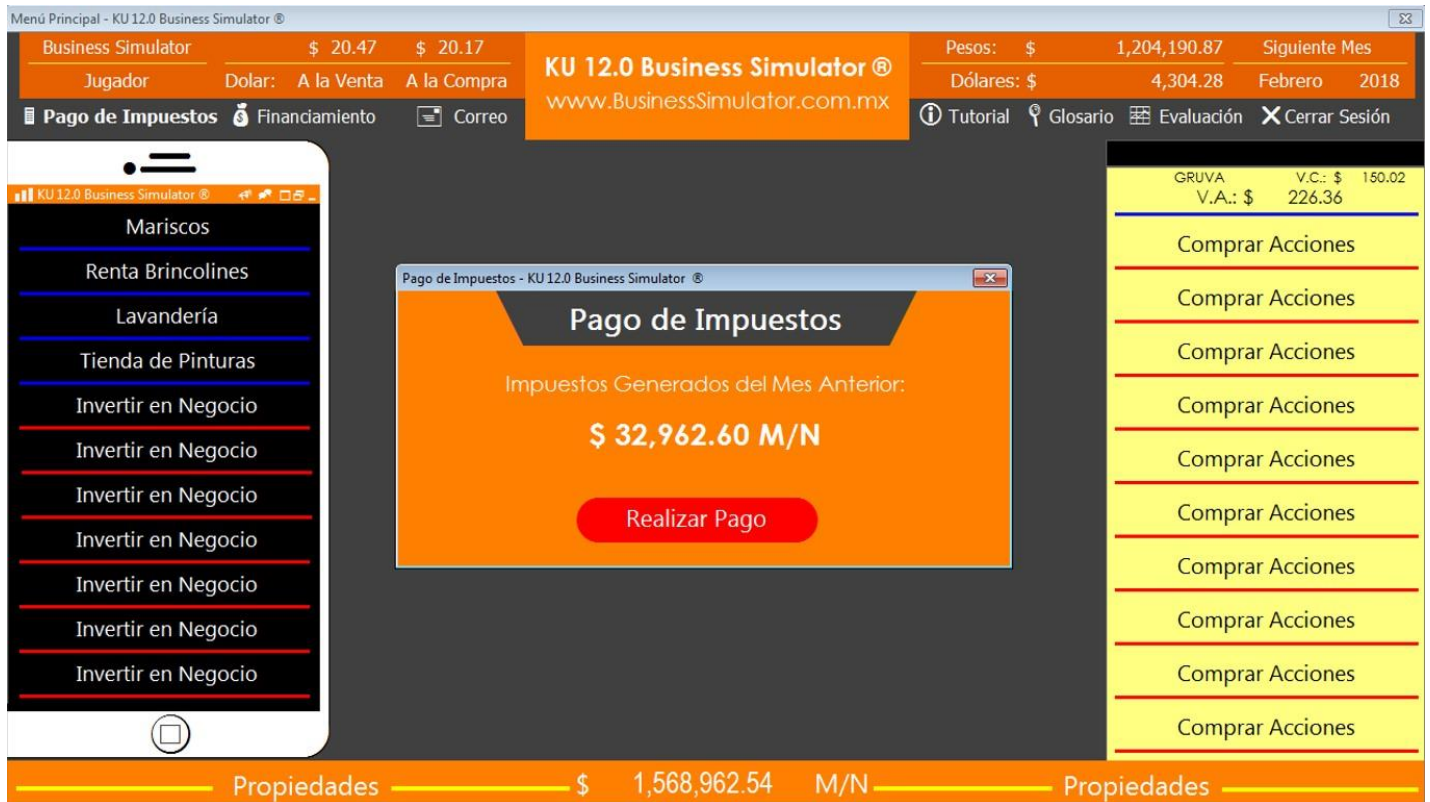 Menú Principal - KU 12.0 Business Simulator ®
Business Simulator $ 20.47 $ 20.17
Jugador Dolar: A la Venta A la Compra
KU 12.0 Business Simulator ®
www.BusinessSimulator.com.mx
Pesos: $ 1,204,190.87 Siguiente Mes
Dólares: $ 4,304.28 Febrero 2018
Pago de Impuestos Financiamiento Correo
Tutorial Glosario Evaluación Cerrar Sesión
KU 12.0 Business Simulator ®
Mariscos
Renta Brincolines
Lavandería
Tienda de Pinturas
Invertir en Negocio
Invertir en Negocio
Invertir en Negocio
Invertir en Negocio
Invertir en Negocio
Invertir en Negocio
Invertir en Negocio
Pago de Impuestos - KU 12.0 Business Simulator ®
Pago de Impuestos
Impuestos Generados del Mes Anterior:
$ 32,962.60 M/N
Realizar Pago
GRUVA V.C.: $ 150.02
V.A.: $ 226.36
Comprar Acciones
Comprar Acciones
Comprar Acciones
Comprar Acciones
Comprar Acciones
Comprar Acciones
Comprar Acciones
Comprar Acciones
Comprar Acciones
Comprar Acciones
Propiedades $ 1,568,962.54 M/N Propiedades